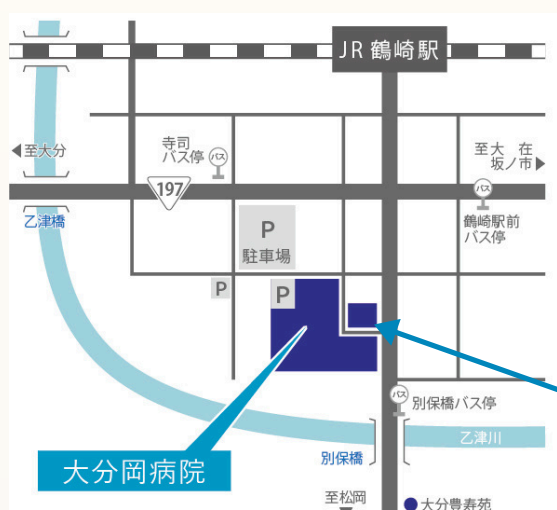 JR 鶴崎駅
至大分
寺司
バス停
バス
至大 在
坂ノ市
197
バス
乙津橋
鶴崎駅前
バス停
P
駐車場
P
P
バス
別保橋バス停
乙津川
別保橋
大分岡病院
至松岡
大分豊寿苑